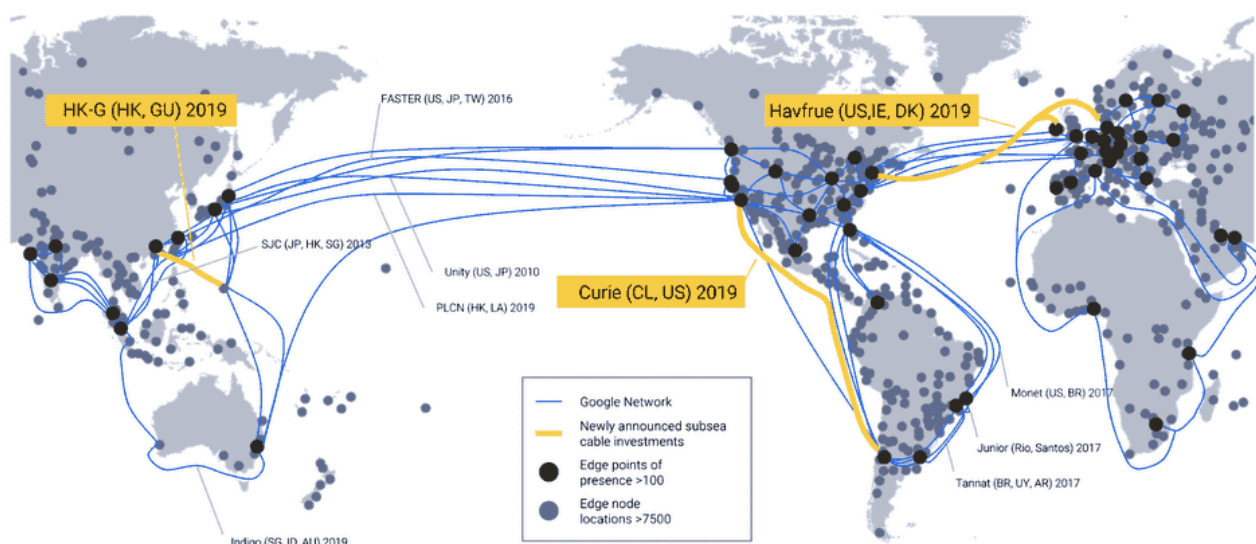 FASTER (US, JP, TW) 2016
HK-G (HK, GU) 2019
Havfrue (US,IE, DK) 2019
SJC (JP, HK, SG) 2013
Unity (US, JP) 2010
Curie (CL, US) 2019
PLCN (HK, LA) 2019
Monet (US, BR) 2017
Junior (Rio, Santos) 2017
Tannat (BR, UY, AR) 2017
Indigo (SG, ID, AU) 2019
Google Network
Newly announced subsea
cable investments
Edge points of
presence >100
Edge node
locations >7500